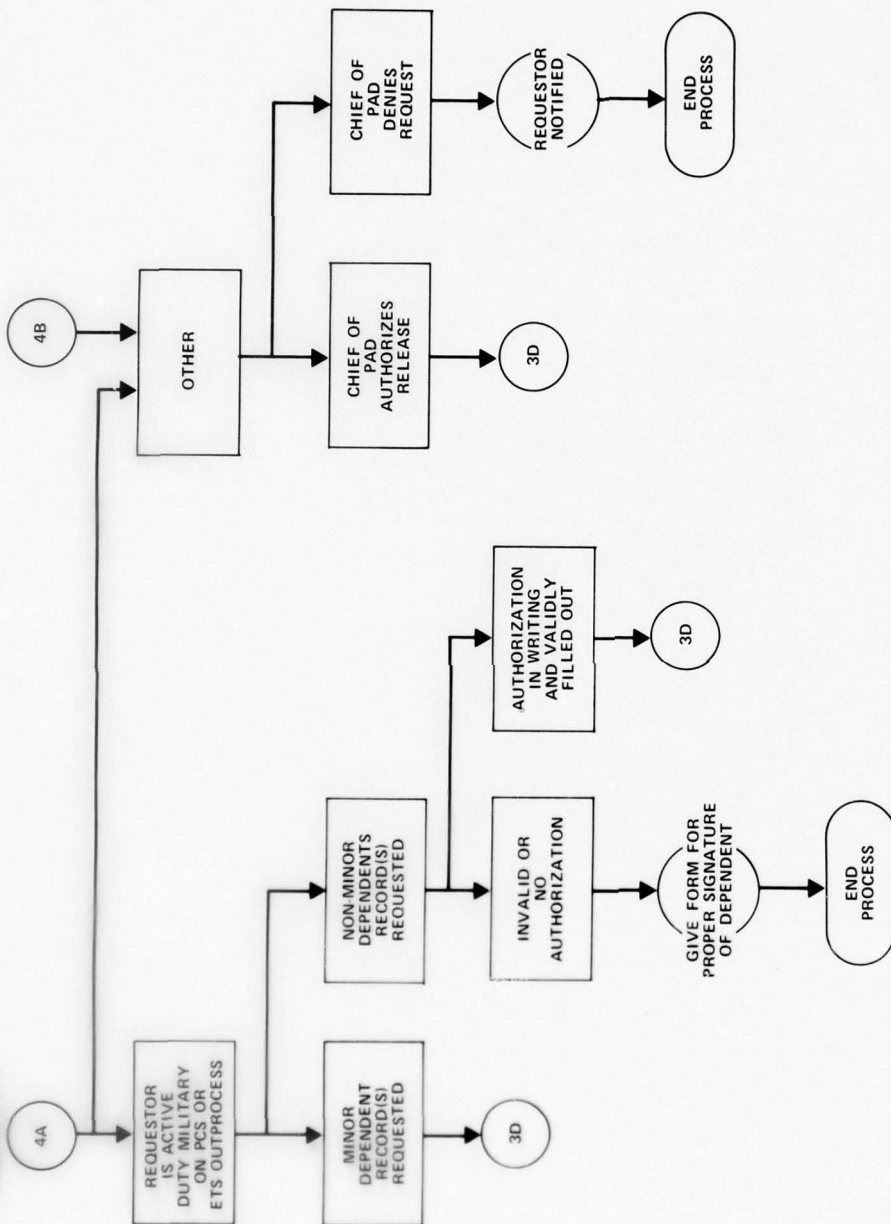 4A
4B
REQUESTOR
IS ACTIVE
DUTY MILITARY
ON PCS OR
ETS OUTPROCESS
OTHER
MINOR
DEPENDENT
RECORD(S)
REQUESTED
NON-MINOR
DEPENDENTS
RECORD(S)
REQUESTED
CHIEF OF
PAD
AUTHORIZES
RELEASE
CHIEF OF
PAD
DENIES
REQUEST
3D
INVALID OR
NO
AUTHORIZATION
AUTHORIZATION
IN WRITING
AND VALIDLY
FILLED OUT
3D
REQUESTOR
NOTIFIED
GIVE FORM FOR
PROPER SIGNATURE
OF DEPENDENT
3D
END
PROCESS
END
PROCESS